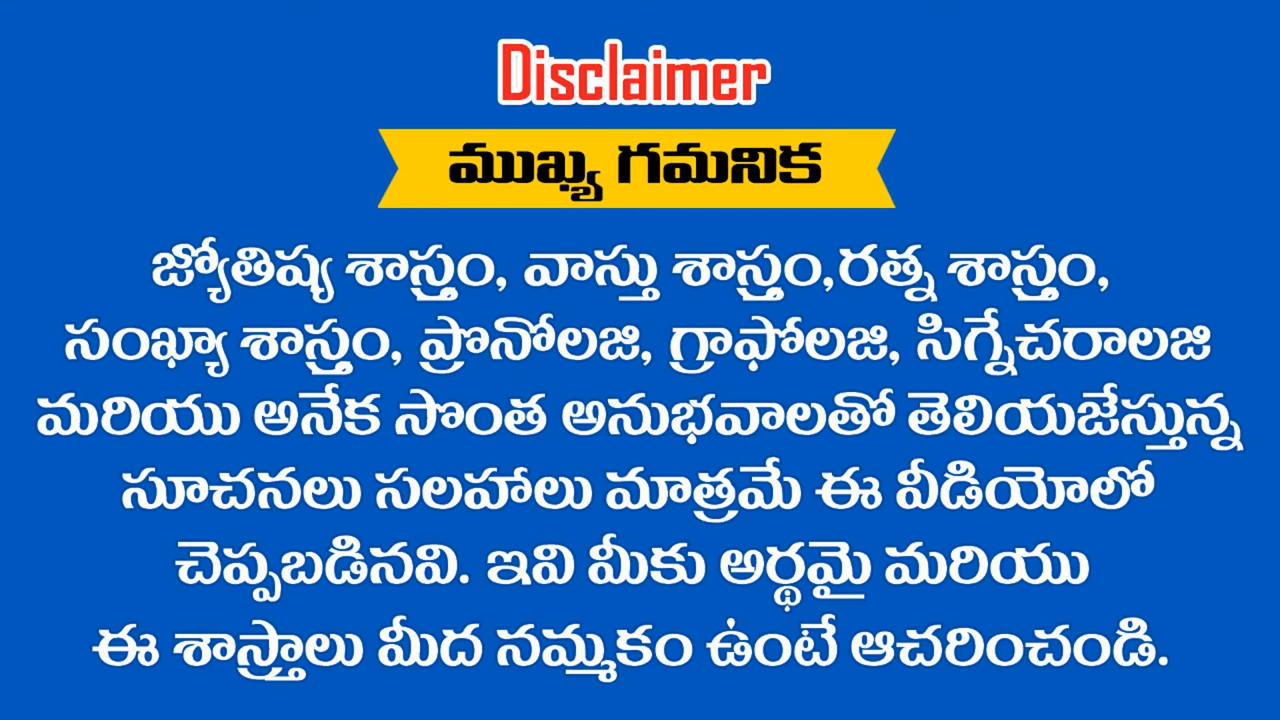 Disclaimer
ముఖ్య గమనిక
జ్యోతిష్య శాస్త్రం, వాస్తు శాస్త్రం,రత్న శాస్త్రం,
సంఖ్యా శాస్త్రం, ప్రొనోలజి, గ్రాఫోలజి, సిగ్నేచరాలజి
మరియు అనేక సొంత అనుభవాలతో తెలియజేస్తున్న
సూచనలు సలహాలు మాత్రమే ఈ వీడియోలో
చెప్పబడినవి. ఇవి మీకు అర్థమై మరియు
ఈ శాస్త్రాలు మీద నమ్మకం ఉంటే ఆచరించండి.